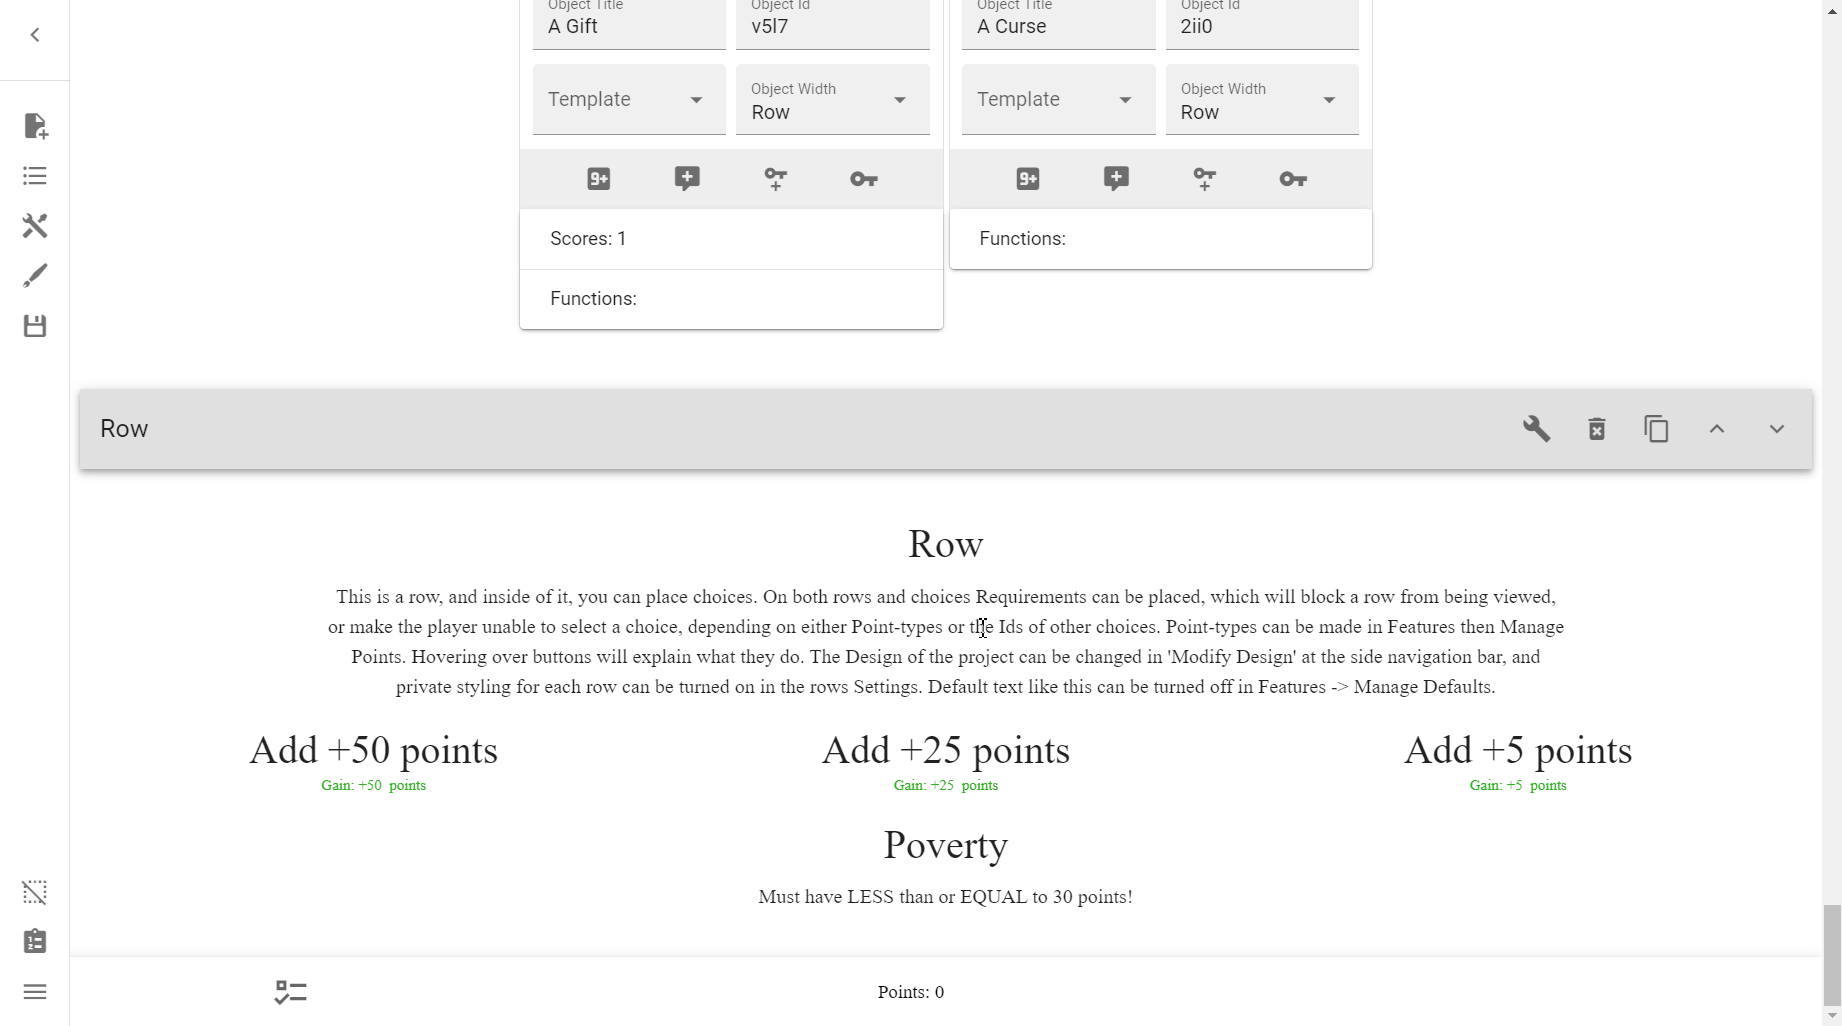 Object Title
Object Id
Object Title
Object Id
A Gift
v5l7
A Curse
2ii0
Template
Object Width
Row
Template
Object Width
Row
9+
9+
Scores: 1
Functions:
Functions:
Row
Row
This is a row, and inside of it, you can place choices. On both rows and choices Requirements can be placed, which will block a row from being viewed,
or make the player unable to select a choice, depending on either Point-types or the Ids of other choices. Point-types can be made in Features then Manage
Points. Hovering over buttons will explain what they do. The Design of the project can be changed in 'Modify Design' at the side navigation bar, and
private styling for each row can be turned on in the rows Settings. Default text like this can be turned off in Features -> Manage Defaults.
Add +50 points
Gain: +50 points
Add +25 points
Gain: +25 points
Add +5 points
Gain: +5 points
Poverty
Must have LESS than or EQUAL to 30 points!
Points: 0